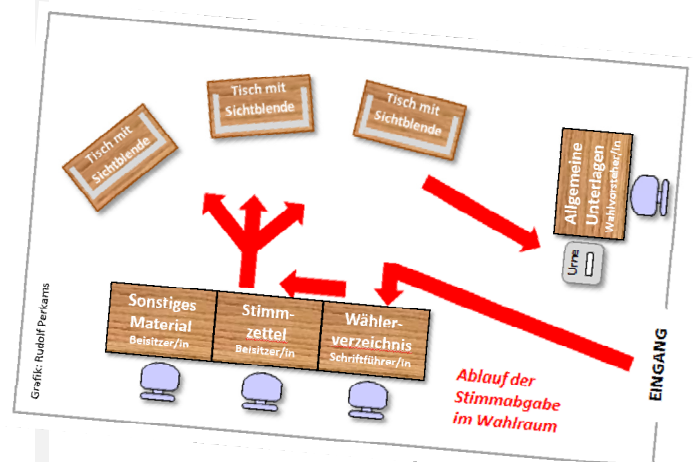 Tisch mit
Sichtblende
Tisch mit
Sichtblende
Tisch mit
Sichtblende
Allgemeine
Unterlagen
Wahlvorsteher/in
Urne
Sonstiges
Material
Beisitzer/in
Stimm-
zettel
Beisitzer/in
Wähler-
verzeichnis
Schriftführer/in
EINGANG
Ablauf der
Stimmabgabe
im Wahlraum
Grafik: Rudolf Perkams